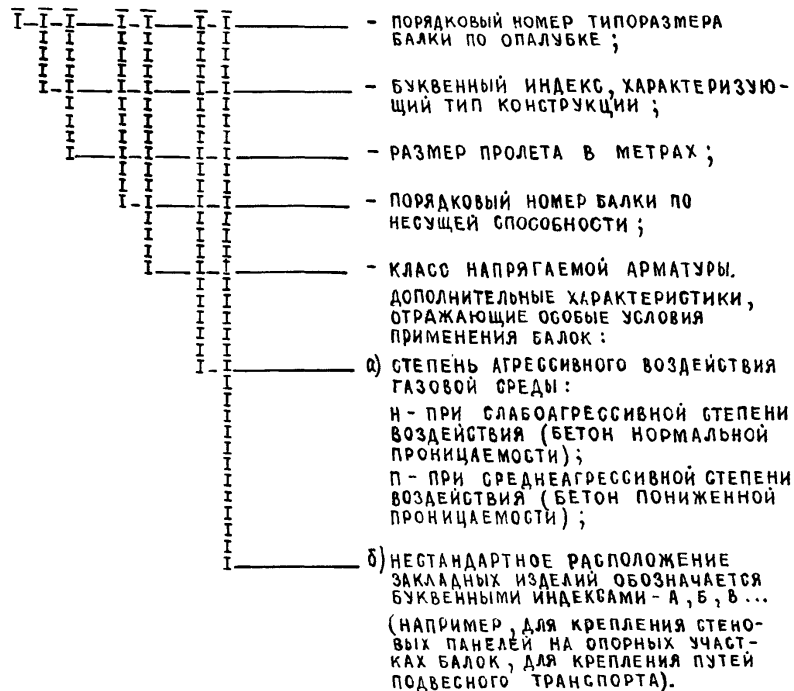 - ПОРЯДКОВЫЙ НОМЕР ТИПОРАЗМЕРА
БАЛКИ ПО ОПАЛУБКЕ;
- БУКВЕННЫЙ ИНДЕКС, ХАРАКТЕРИЗУЮ-
ЩИЙ ТИП КОНСТРУКЦИИ;
- РАЗМЕР ПРОЛЕТА В МЕТРАХ;
- ПОРЯДКОВЫЙ НОМЕР БАЛКИ ПО
НЕСУЩЕЙ СПОСОБНОСТИ;
- КЛАСС НАПРЯГАЕМОЙ АРМАТУРЫ.
ДОПОЛНИТЕЛЬНЫЕ ХАРАКТЕРИСТИКИ,
ОТРАЖАЮЩИЕ ОСОБЫЕ УСЛОВИЯ
ПРИМЕНЕНИЯ БАЛОК:
а) СТЕПЕНЬ АГРЕССИВНОГО ВОЗДЕЙСТВИЯ
ГАЗОВОЙ СРЕДЫ:
Н - ПРИ СЛАБОАГРЕССИВНОЙ СТЕПЕНИ
ВОЗДЕЙСТВИЯ (БЕТОН НОРМАЛЬНОЙ
ПРОНИЦАЕМОСТИ);
П - ПРИ СРЕДНЕАГРЕССИВНОЙ СТЕПЕНИ
ВОЗДЕЙСТВИЯ (БЕТОН ПОНИЖЕННОЙ
ПРОНИЦАЕМОСТИ);
б) НЕСТАНДАРТНОЕ РАСПОЛОЖЕНИЕ
ЗАКЛАДНЫХ ИЗДЕЛИЙ ОБОЗНАЧАЕТСЯ
БУКВЕННЫМИ ИНДЕКСАМИ - А, Б, В...
(НАПРИМЕР, ДЛЯ КРЕПЛЕНИЯ СТЕНО-
ВЫХ ПАНЕЛЕЙ НА ОПОРНЫХ УЧАСТ-
КАХ БАЛОК, ДЛЯ КРЕПЛЕНИЯ ПУТЕЙ
ПОДВЕСНОГО ТРАНСПОРТА).